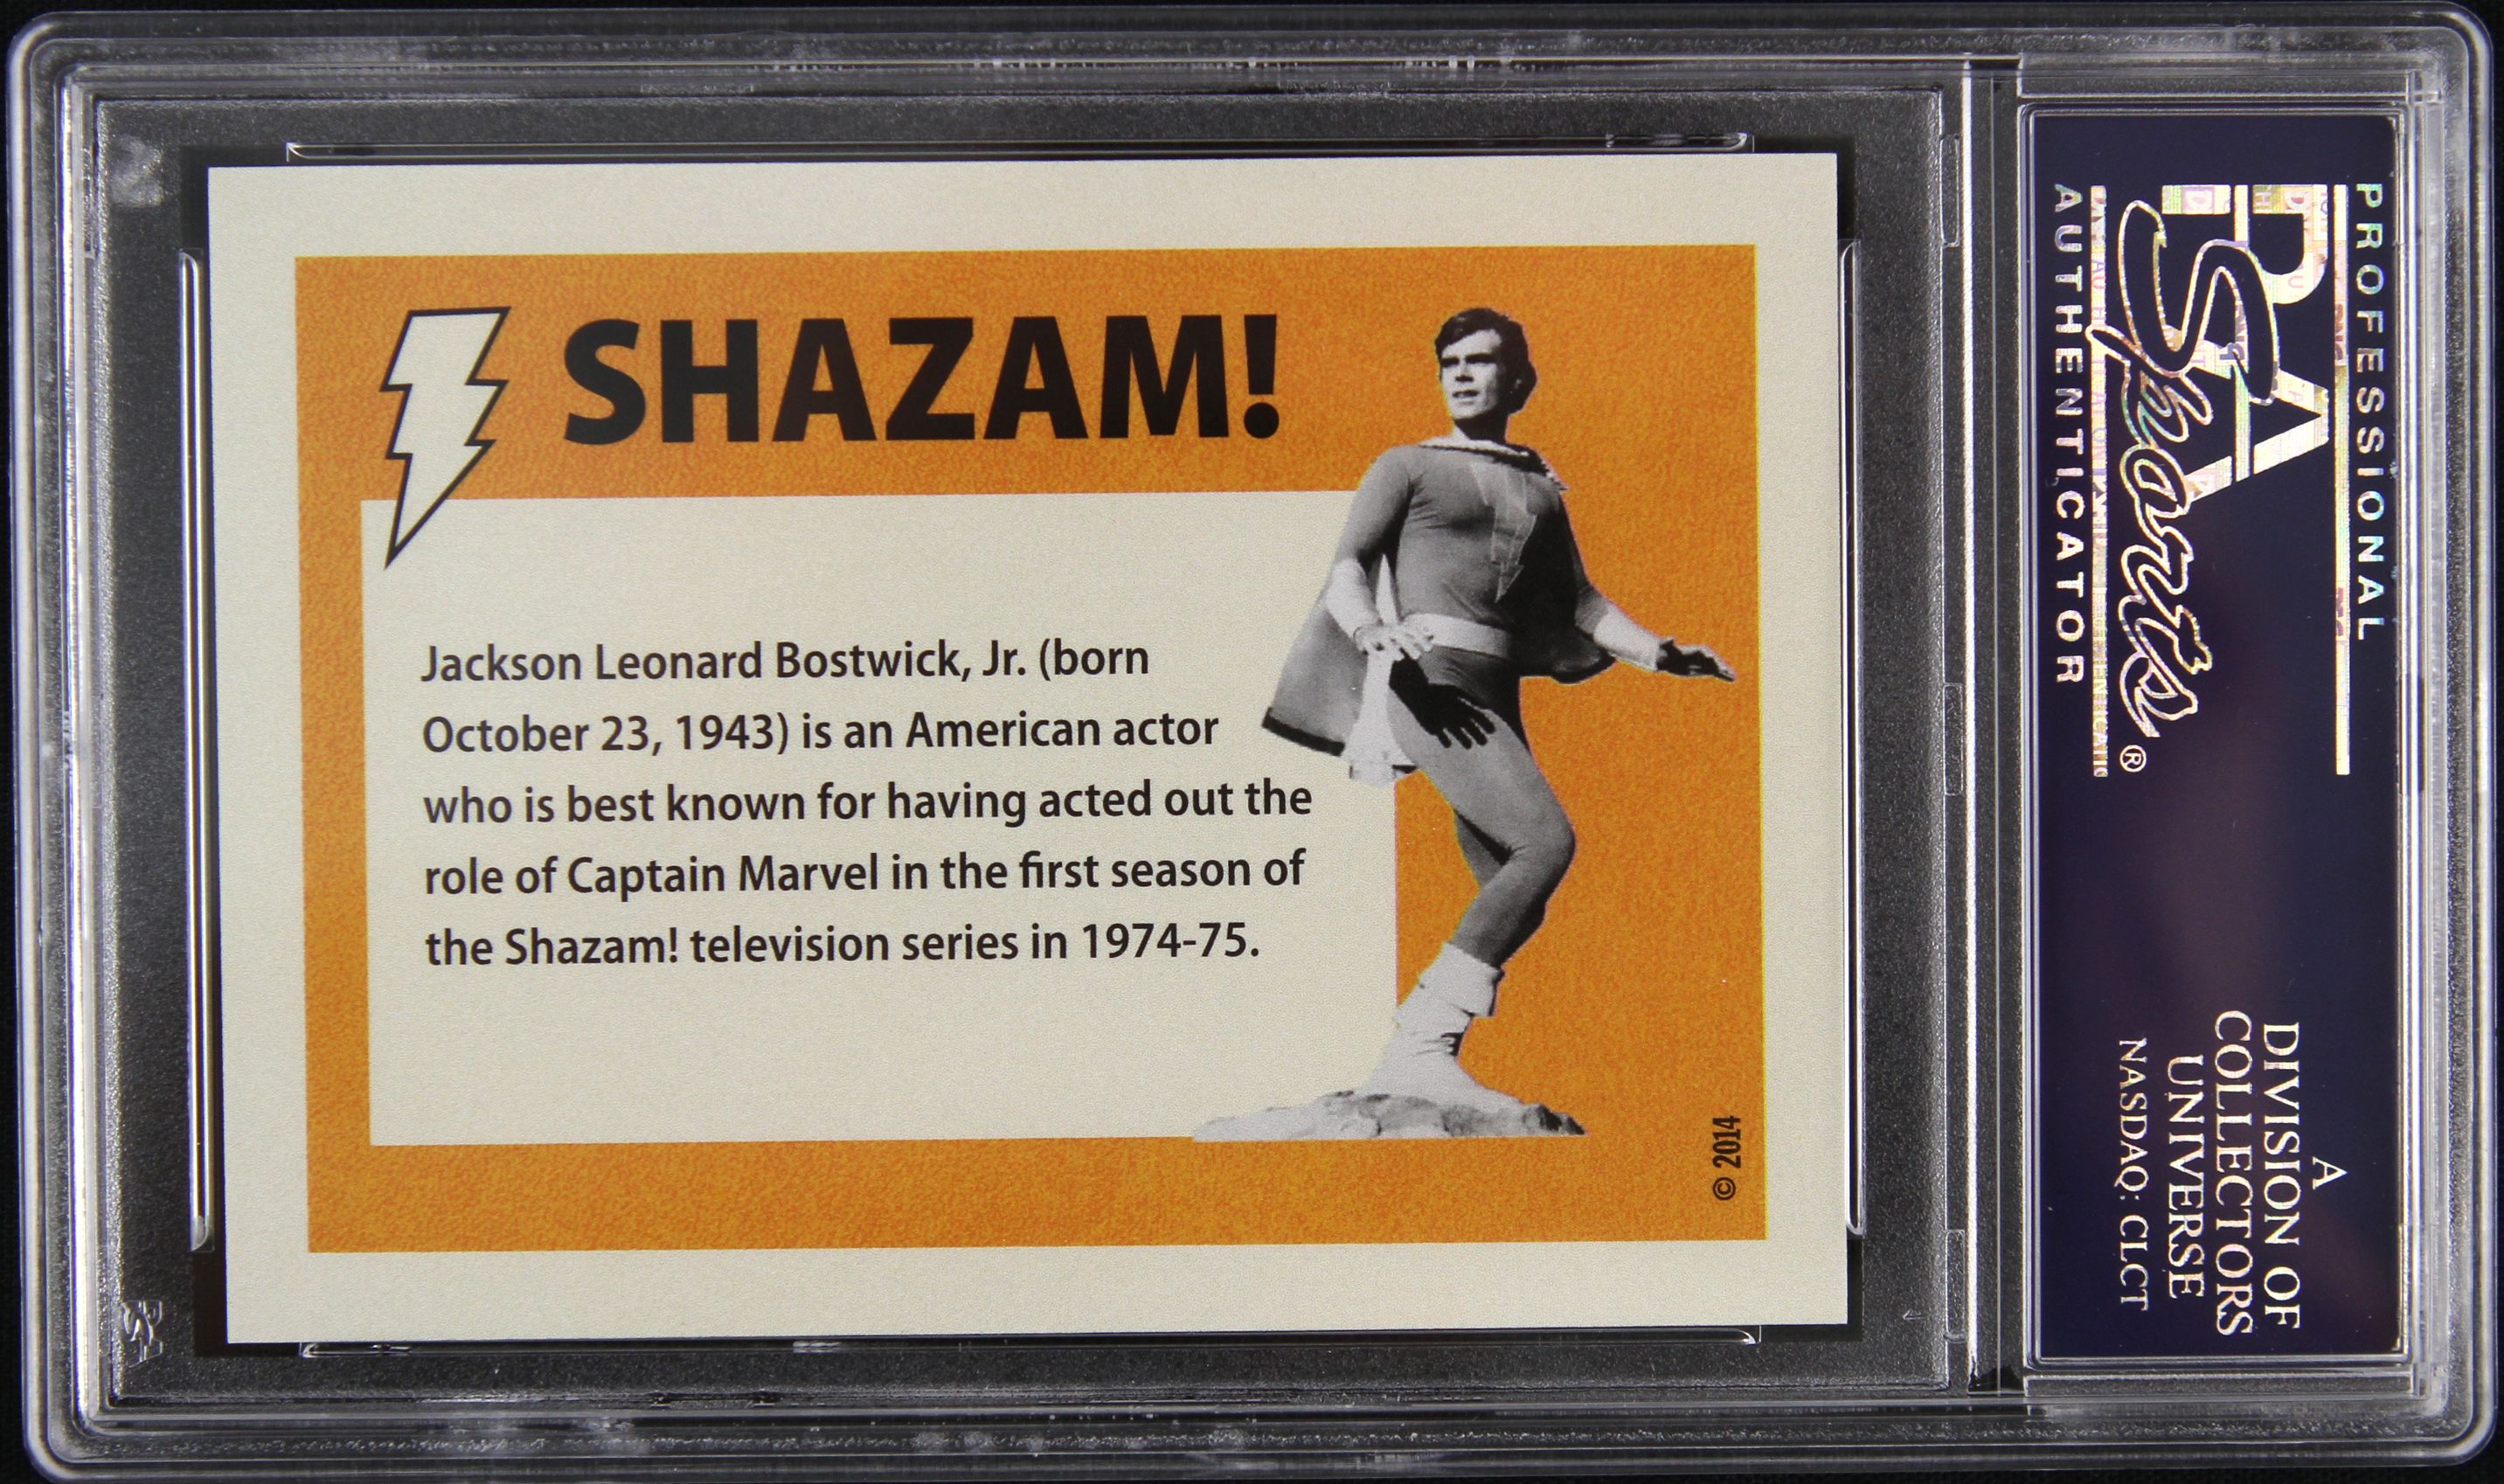 SHAZAM!
Jackson Leonard Bostwick, Jr. (born
October 23, 1943) is an American actor
who is best known for having acted out the
role of Captain Marvel in the first season of
the Shazam! television series in 1974-75.
© 2014
PROFESSIONAL
PSA
Sports®
AUTHENTICATOR
A
DIVISION OF
COLLECTORS
UNIVERSE
NASDAQ: CLCT